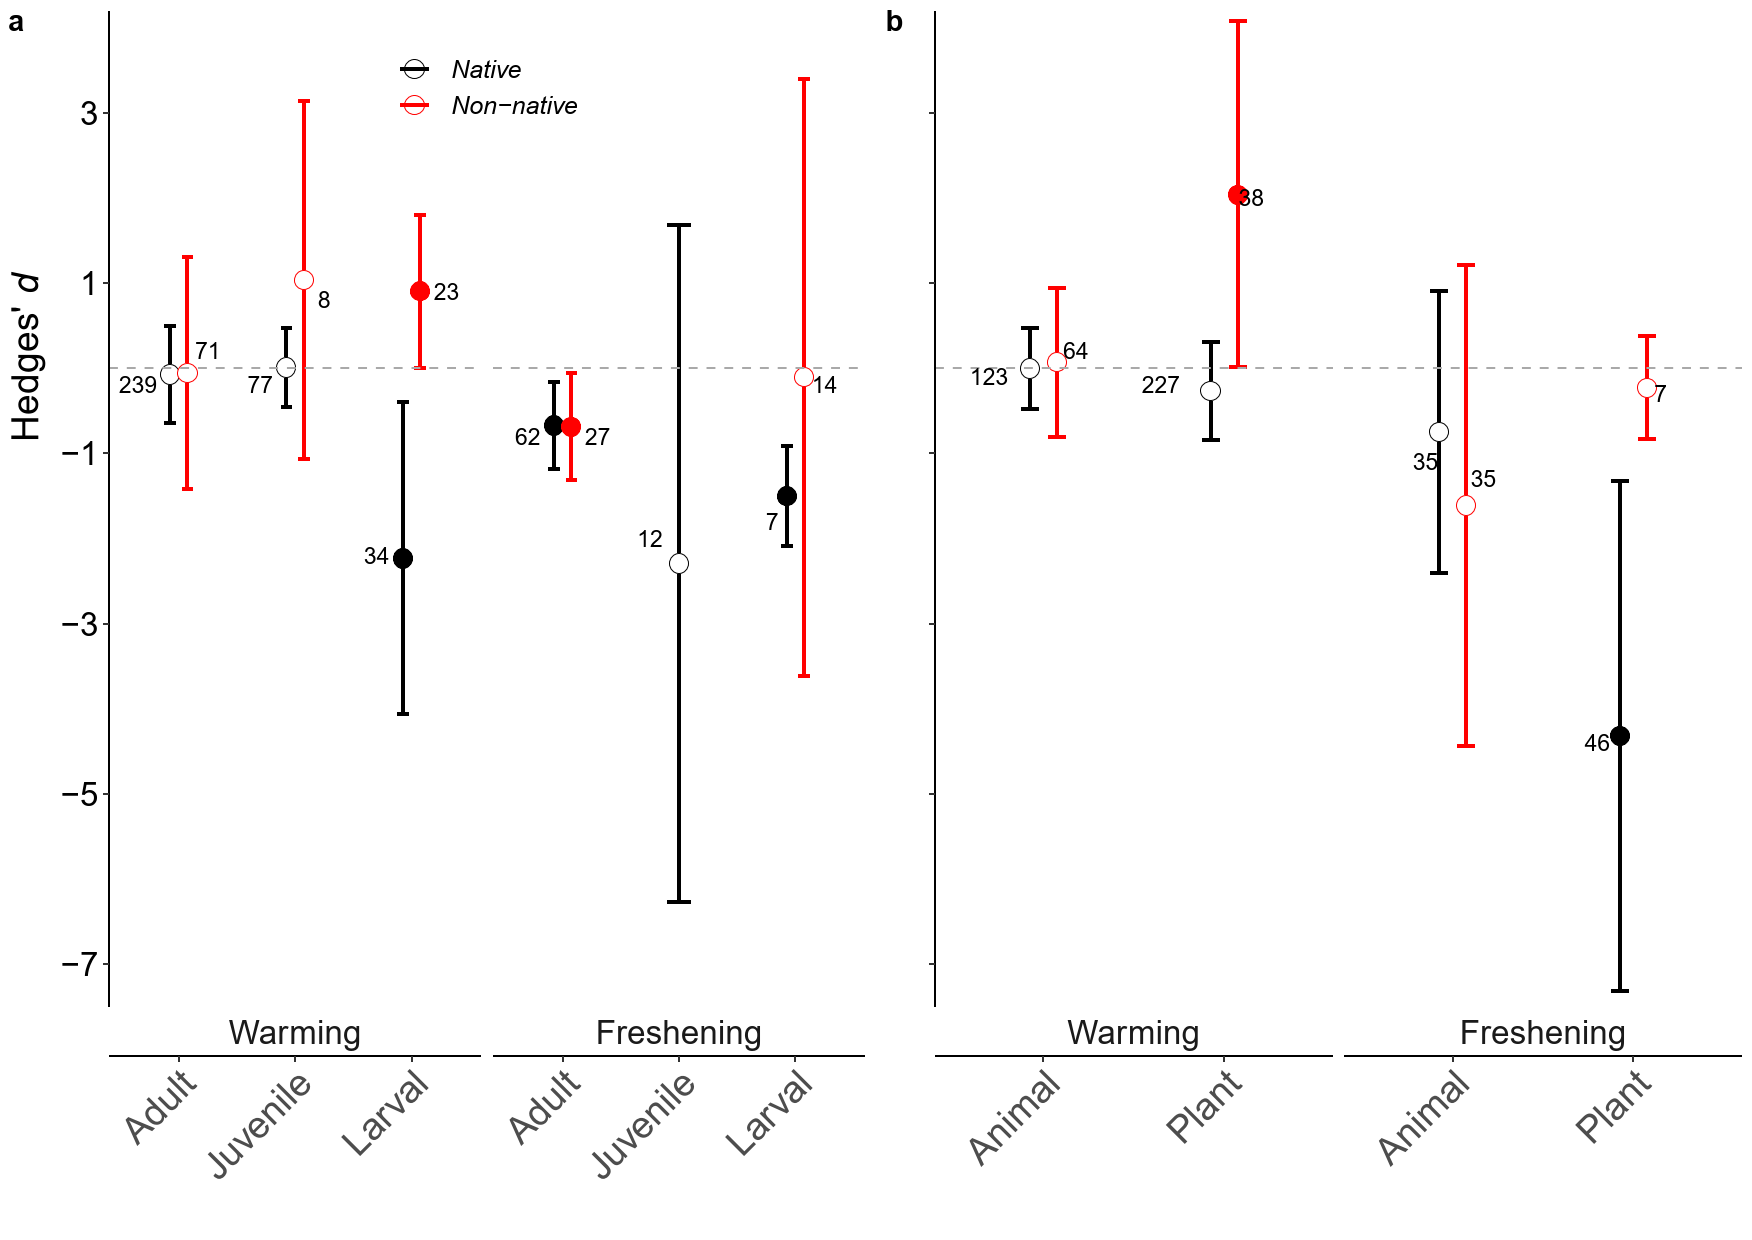 a
b
Native
Non−native
Hedges' d
3
1
−1
−3
−5
−7
239
71
77
8
34
23
62
27
12
7
14
123
64
227
38
35
35
46
7
Warming
Freshening
Warming
Freshening
Adult
Juvenile
Larval
Adult
Juvenile
Larval
Animal
Plant
Animal
Plant